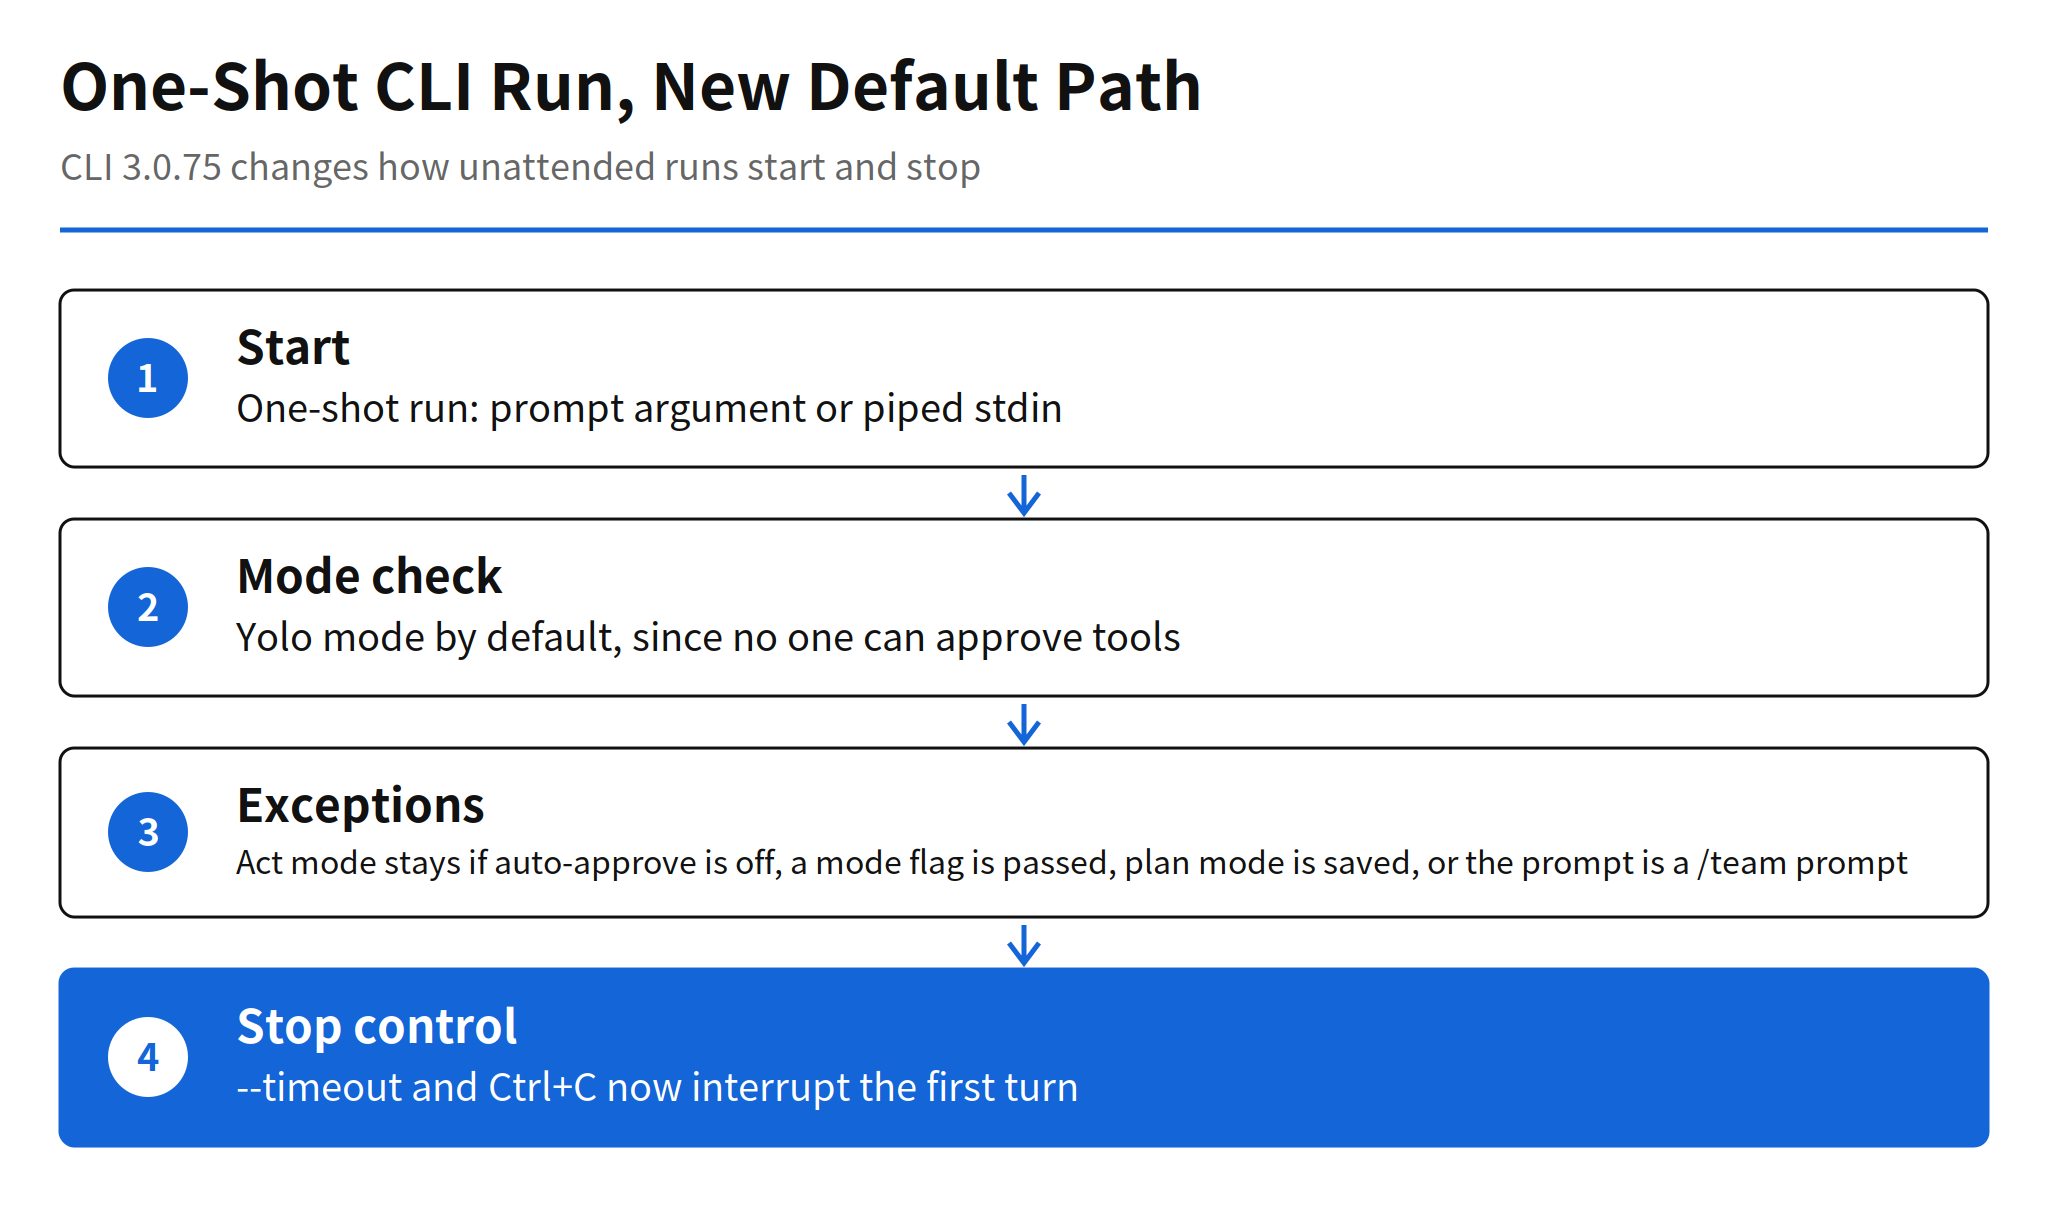 One-Shot CLI Run, New Default Path
CLI 3.0.75 changes how unattended runs start and stop
1
Start
One-shot run: prompt argument or piped stdin
2
Mode check
Yolo mode by default, since no one can approve tools
3
Exceptions
Act mode stays if auto-approve is off, a mode flag is passed, plan mode is saved, or the prompt is a /team prompt
4
Stop control
--timeout and Ctrl+C now interrupt the first turn